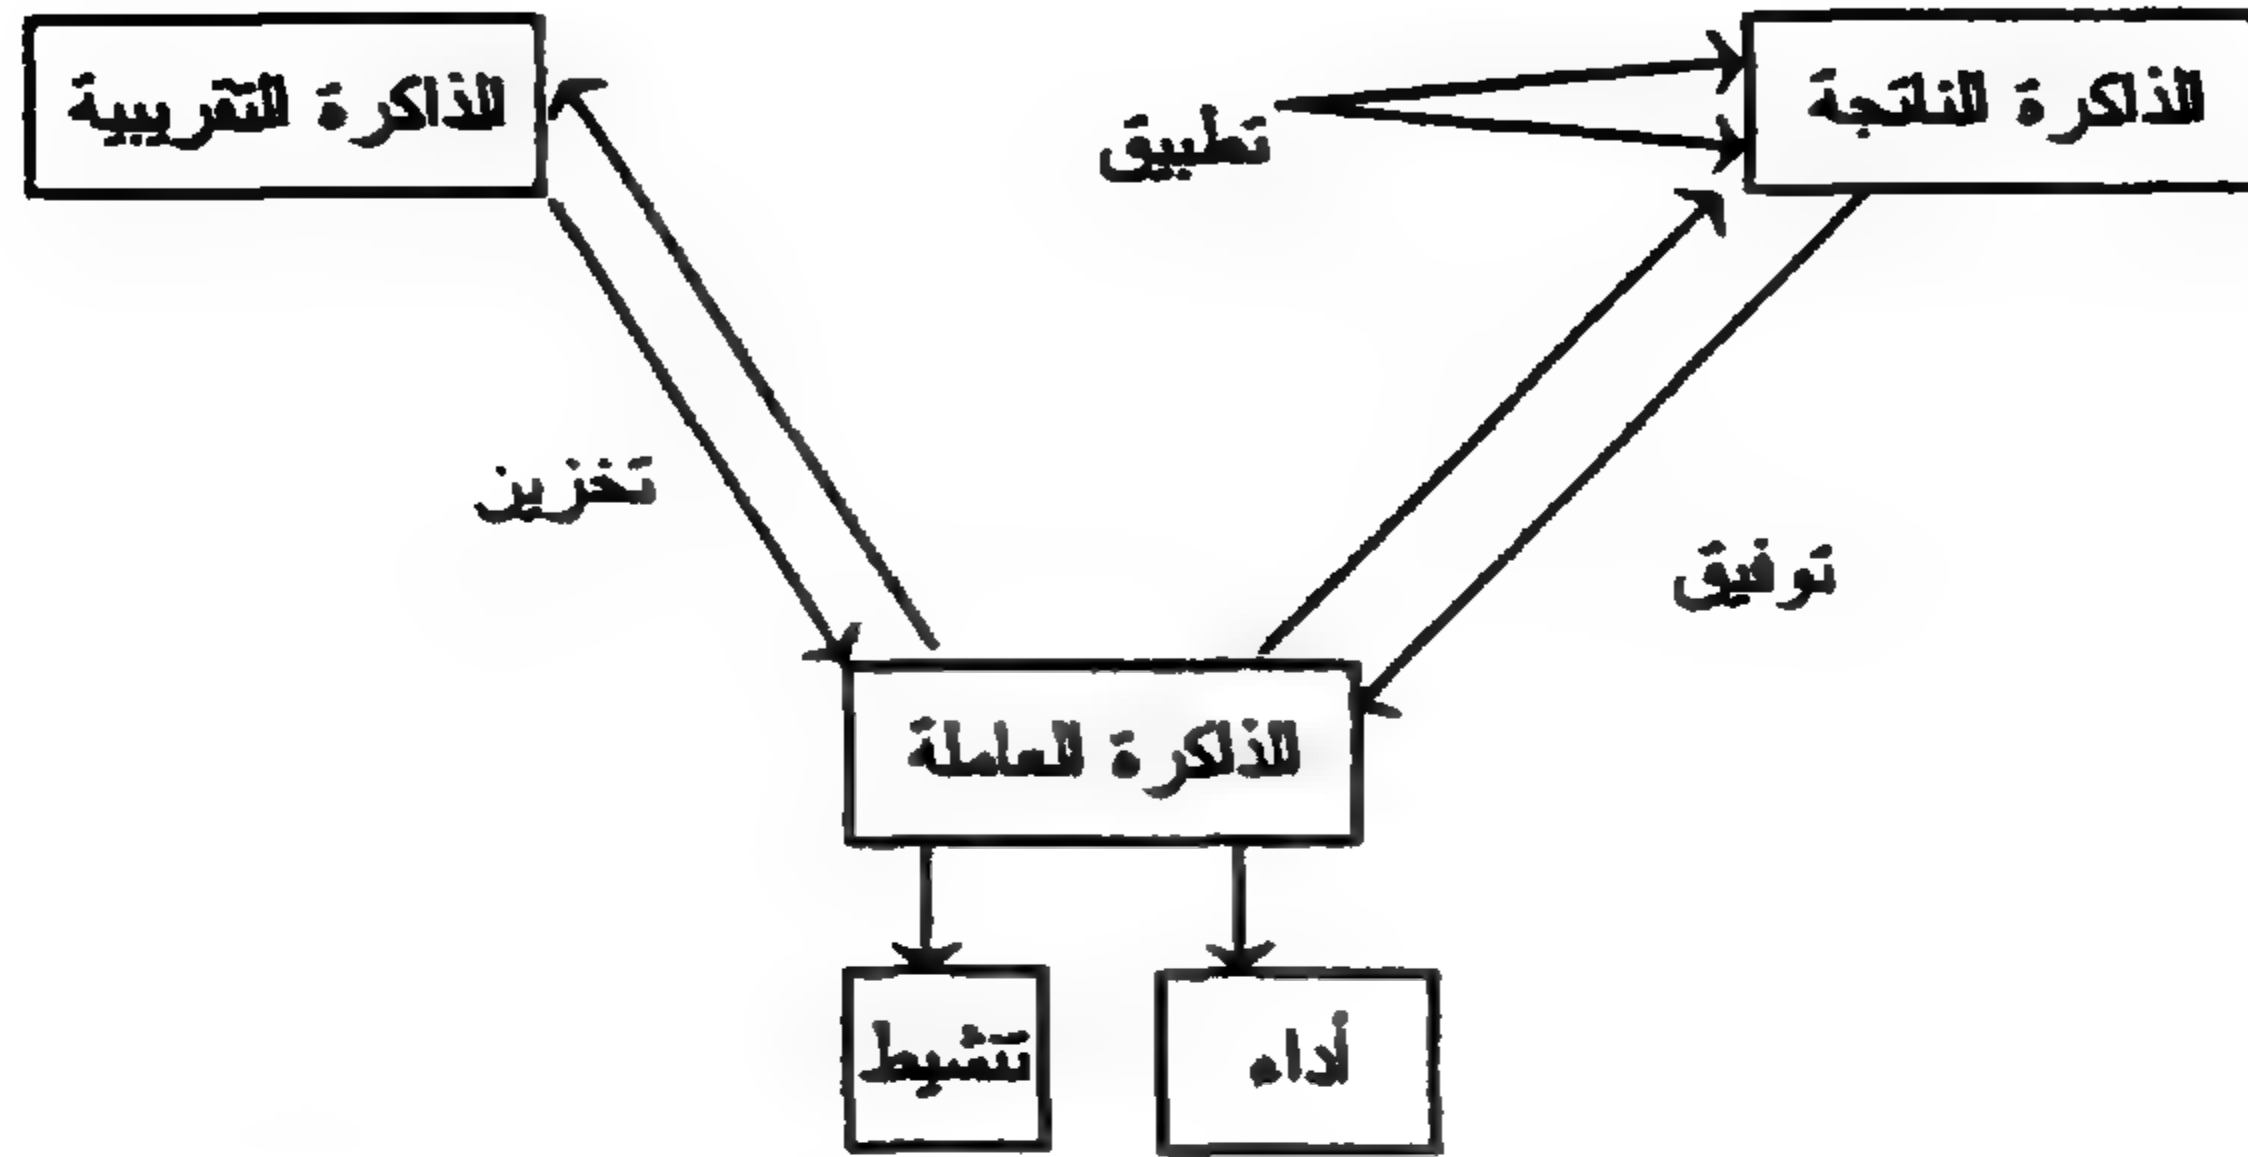 الذاكرة الناتجة
الذاكرة التقريبية
تطبيق
تخزين
توفيق
الذاكرة العاملة
أداء
تنشيط